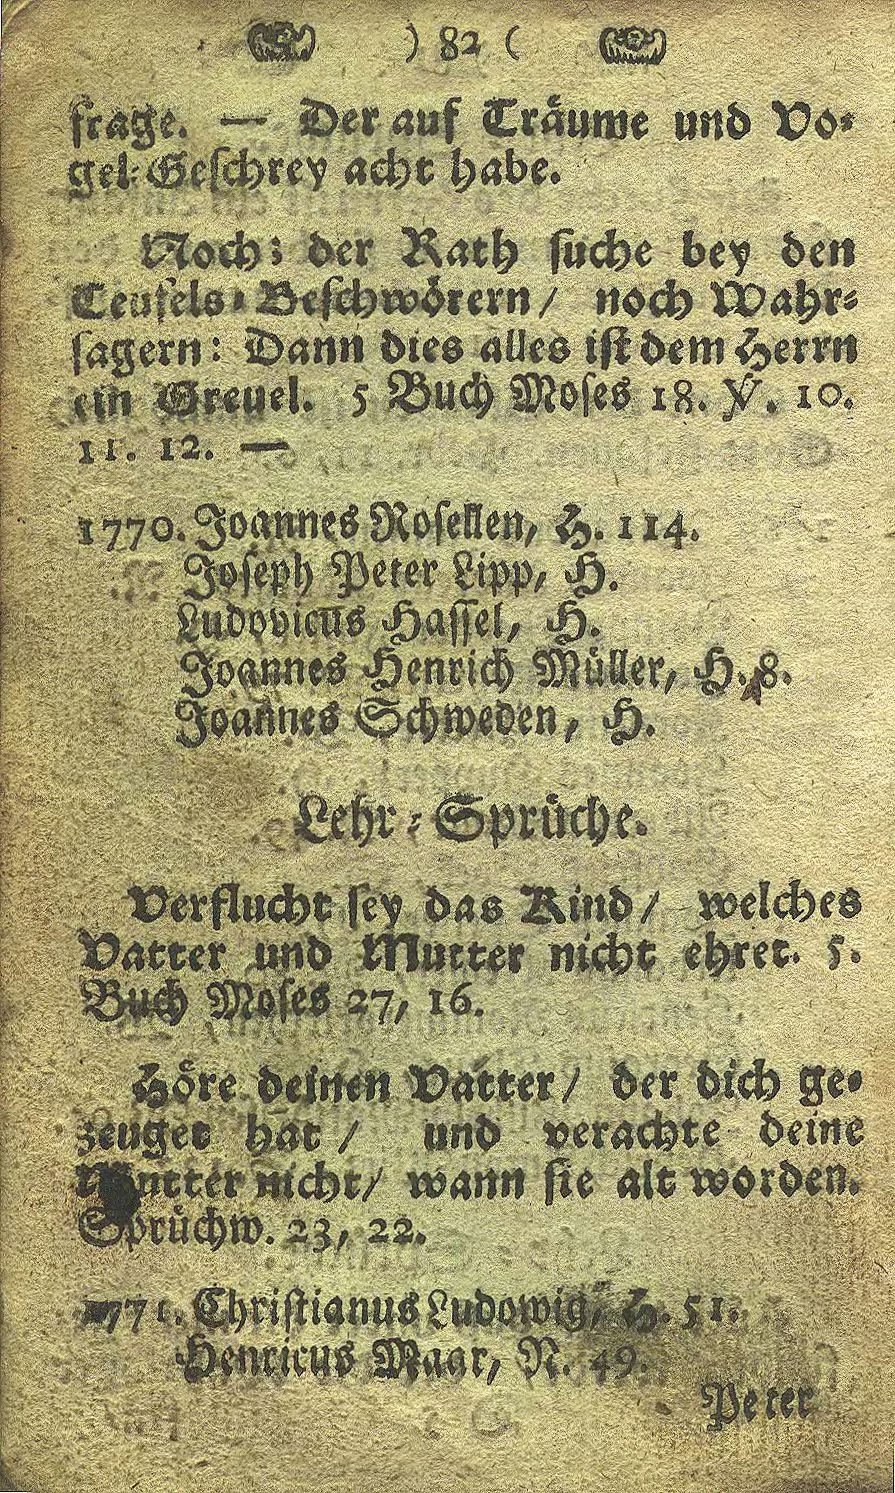 ) 82 (
frage. — Der auf Träume und Vo-
gel-Geschrey acht habe.
Noch; der Rath suche bey den
Teufels-Beschwörern/ noch Wahr-
sagern: Dann dies alles ist dem Herrn
ein Greuel. 5 Buch Moses 18. V. 10.
11. 12. —
1770. Joannes Rosellen, H. 114.
Joseph Peter Lipp, H.
Ludovicus Hassel, H.
Joannes Henrich Müller, H. 8.
Joannes Schweden, H.
Lehr-Sprüche.
Verflucht sey das Kind/ welches
Vatter und Mutter nicht ehret. 5.
Buch Moses 27, 16.
Höre deinen Vatter/ der dich ge-
zeuget hat/ und verachte deine
Mutter nicht/ wann sie alt worden.
Sprüchw. 23, 22.
1771. Christianus Ludowig, H. 51.
Henricus Maar, N. 49.
Peter